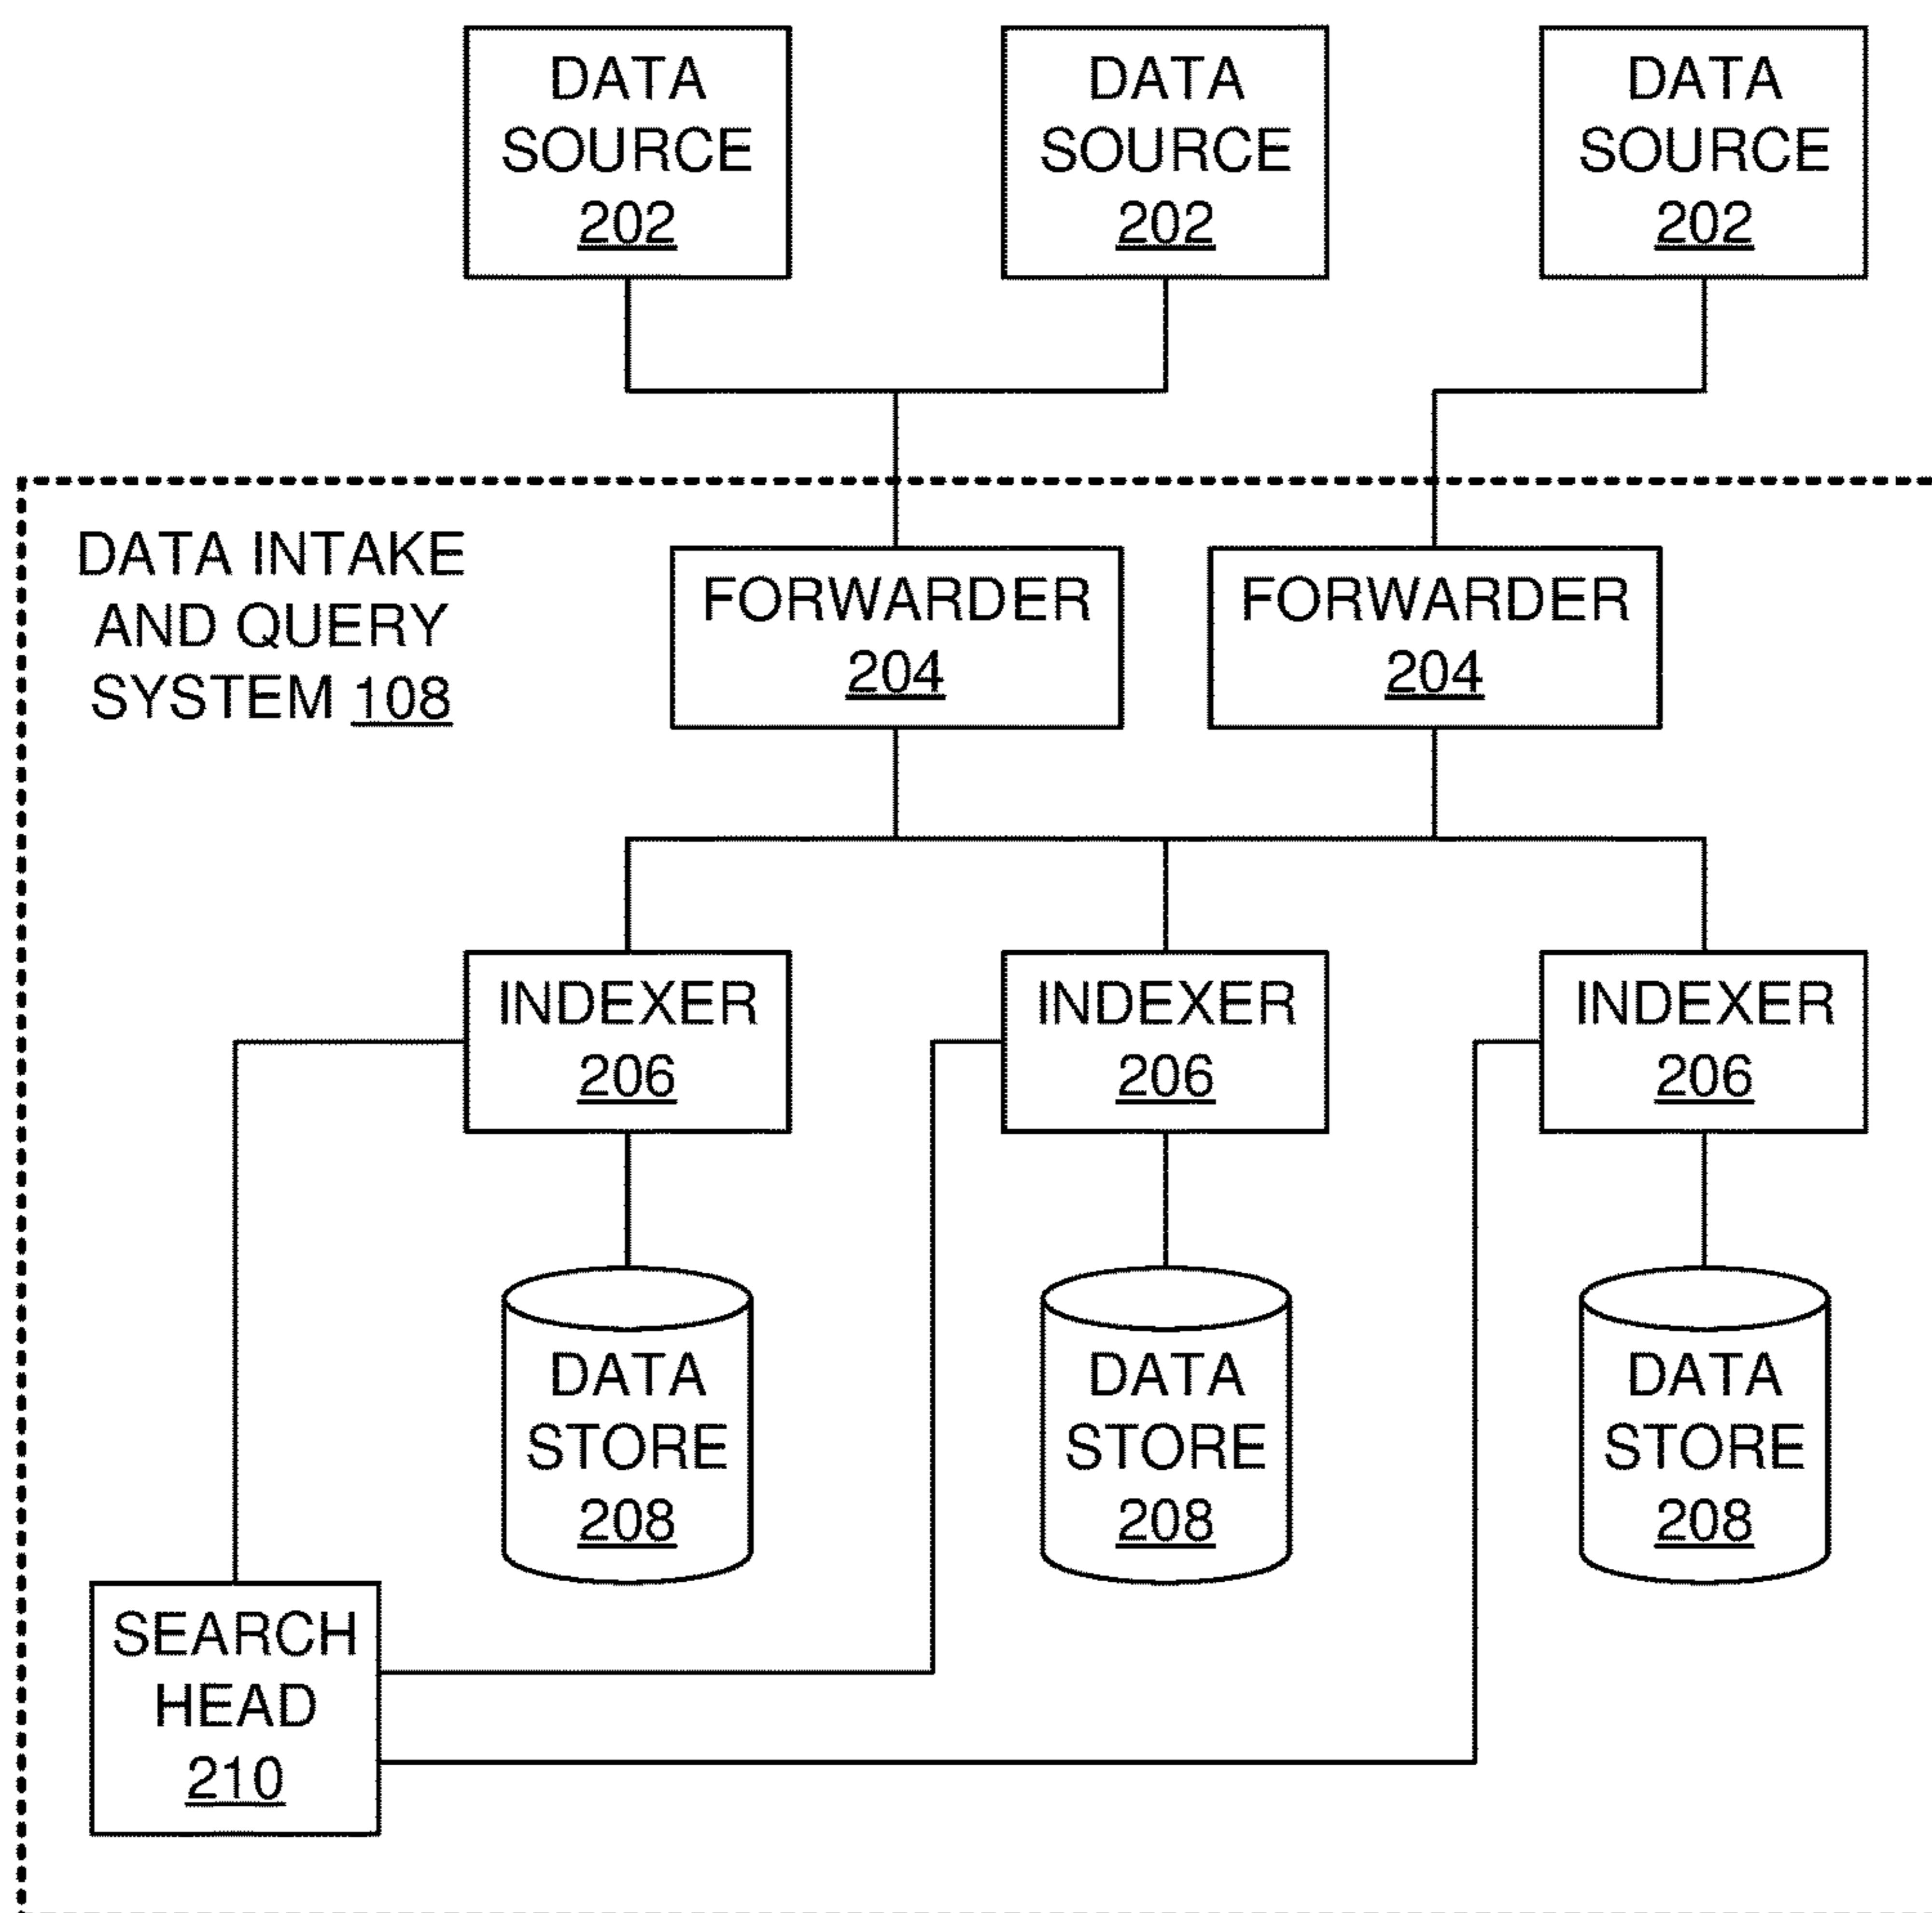 DATA
SOURCE
202
DATA
SOURCE
202
DATA
SOURCE
202
DATA INTAKE
AND QUERY
SYSTEM 108
FORWARDER
204
FORWARDER
204
INDEXER
206
INDEXER
206
INDEXER
206
DATA
STORE
208
DATA
STORE
208
DATA
STORE
208
SEARCH
HEAD
210